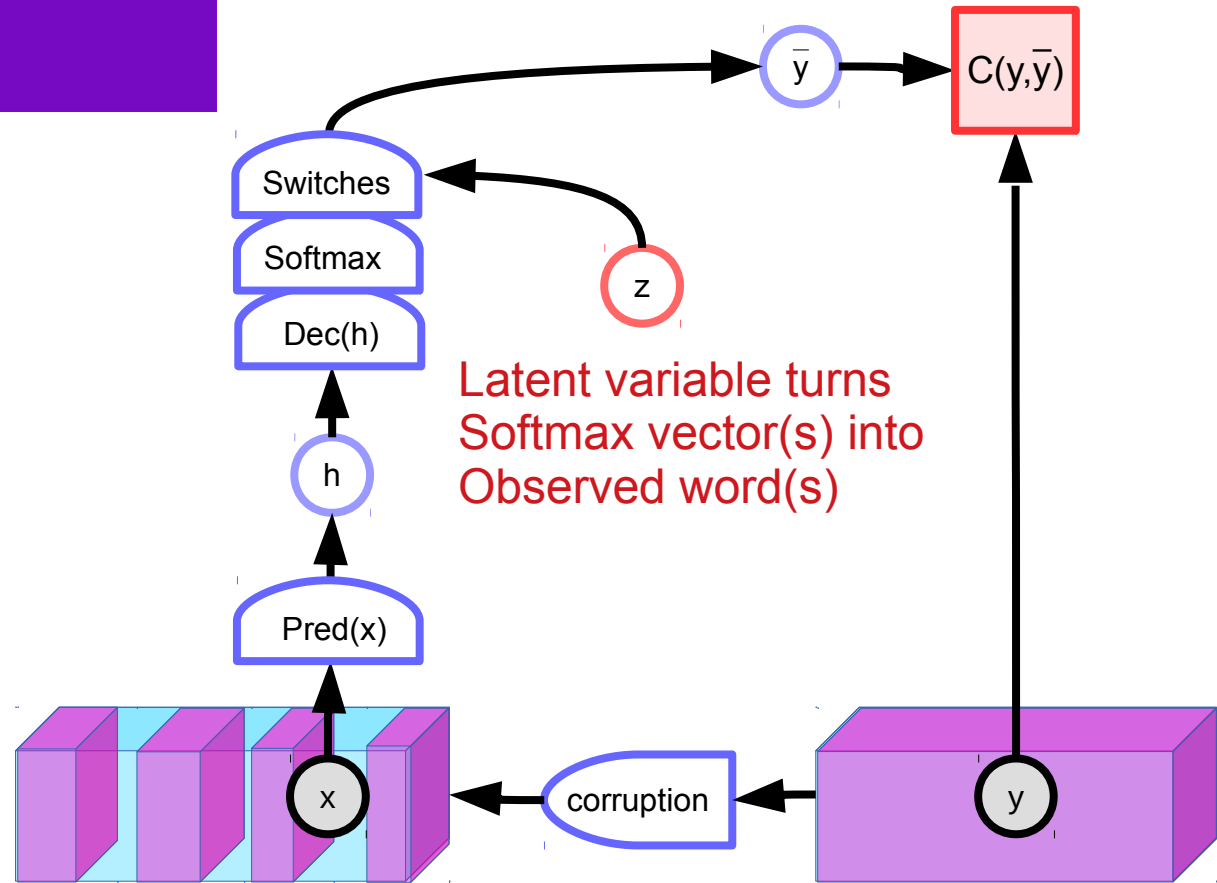 ȳ
C(y,ȳ)
Switches
Softmax
z
Dec(h)
Latent variable turns
Softmax vector(s) into
Observed word(s)
h
Pred(x)
x
corruption
y